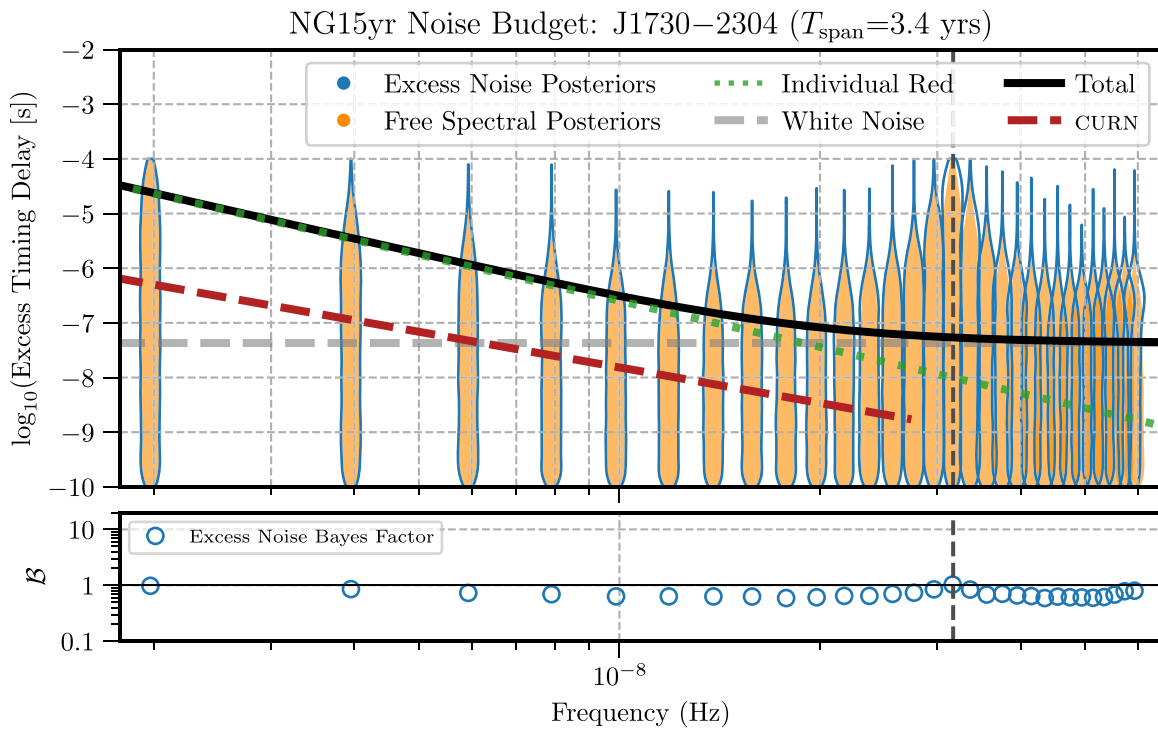 NG15yr Noise Budget: J1730−2304 (T_span=3.4 yrs)
Excess Noise Posteriors
Free Spectral Posteriors
Individual Red
White Noise
Total
CURN
log10(Excess Timing Delay [s])
−2
−3
−4
−5
−6
−7
−8
−9
−10
Excess Noise Bayes Factor
ℬ
10
1
0.1
10^−8
Frequency (Hz)